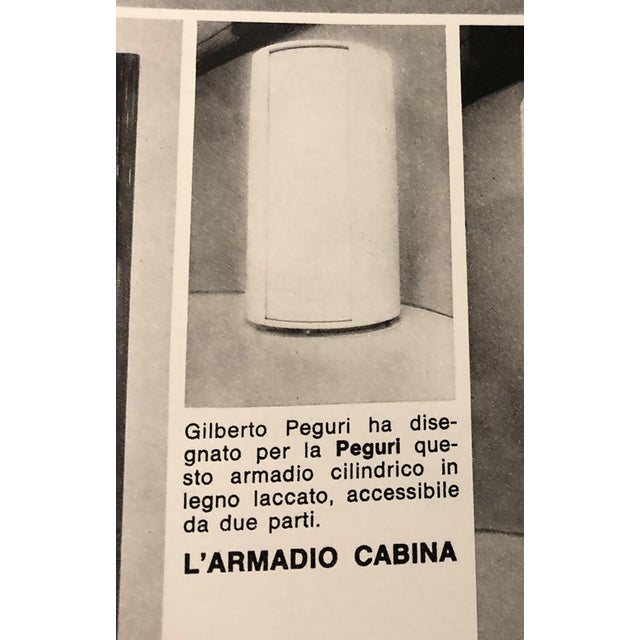 Gilberto Peguri ha dise-
gnato per la Peguri que-
sto armadio cilindrico in
legno laccato, accessibile
da due parti.
L'ARMADIO CABINA